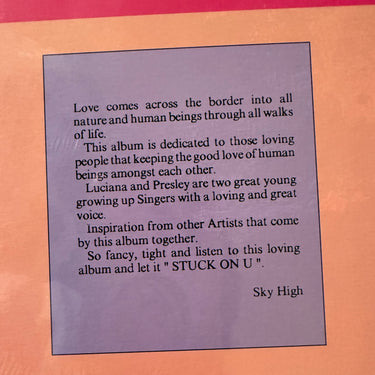 Love comes across the border into all
nature and human beings through all walks
of life.
This album is dedicated to those loving
people that keeping the good love of human
beings amongst each other.
Luciana and Presley are two great young
growing up Singers with a loving and great
voice.
Inspiration from other Artists that come
by this album together.
So fancy, tight and listen to this loving
album and let it " STUCK ON U ".
Sky High